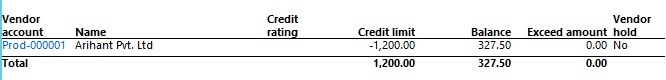 Vendor account Name Credit rating Credit limit Balance Exceed amount Vendor hold
Prod-000001 Arihant Pvt. Ltd -1,200.00 327.50 0.00 No
Total 1,200.00 327.50 0.00